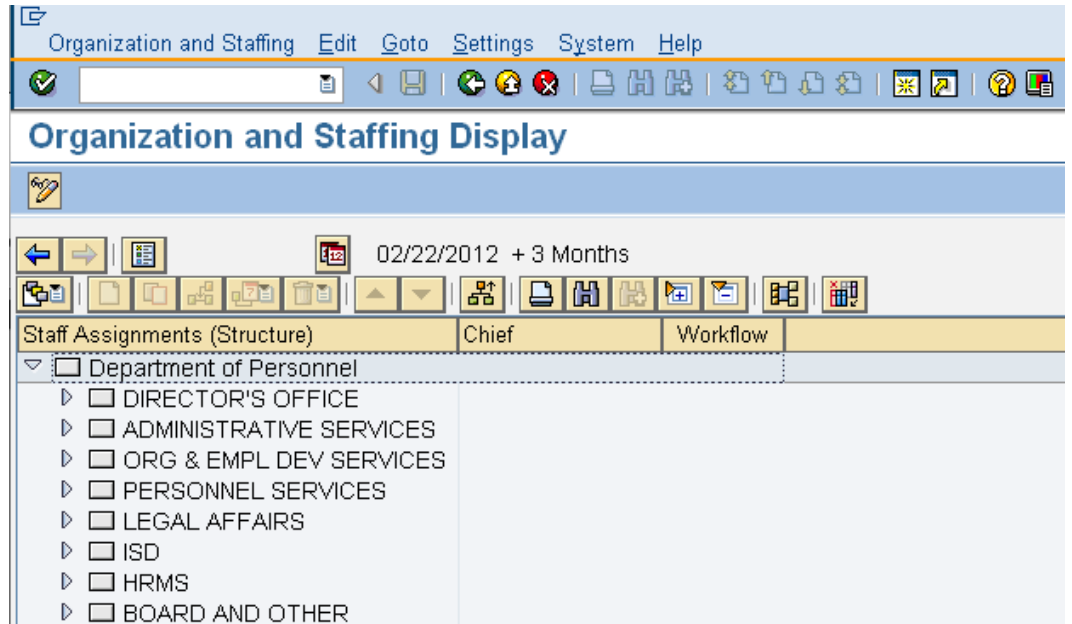 Organization and Staffing Edit Goto Settings System Help
Organization and Staffing Display
02/22/2012 + 3 Months
Staff Assignments (Structure) Chief Workflow
Department of Personnel
DIRECTOR'S OFFICE
ADMINISTRATIVE SERVICES
ORG & EMPL DEV SERVICES
PERSONNEL SERVICES
LEGAL AFFAIRS
ISD
HRMS
BOARD AND OTHER